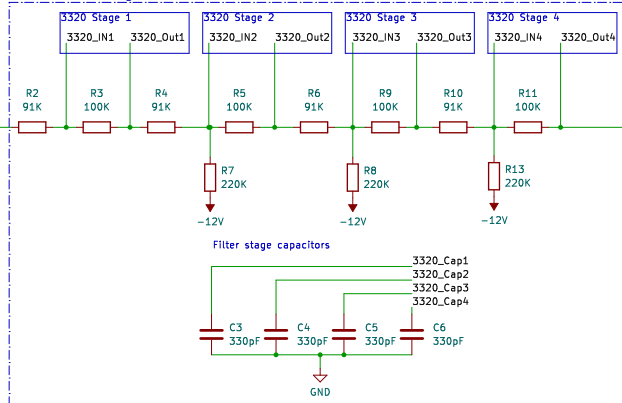 3320 Stage 1
3320 Stage 2
3320 Stage 3
3320 Stage 4
3320_IN1
3320_Out1
3320_IN2
3320_Out2
3320_IN3
3320_Out3
3320_IN4
3320_Out4
R2
91K
R3
100K
R4
91K
R5
100K
R6
91K
R9
100K
R10
91K
R11
100K
R7
220K
R8
220K
R13
220K
-12V
-12V
-12V
Filter stage capacitors
3320_Cap1
3320_Cap2
3320_Cap3
3320_Cap4
C3
330pF
C4
330pF
C5
330pF
C6
330pF
GND